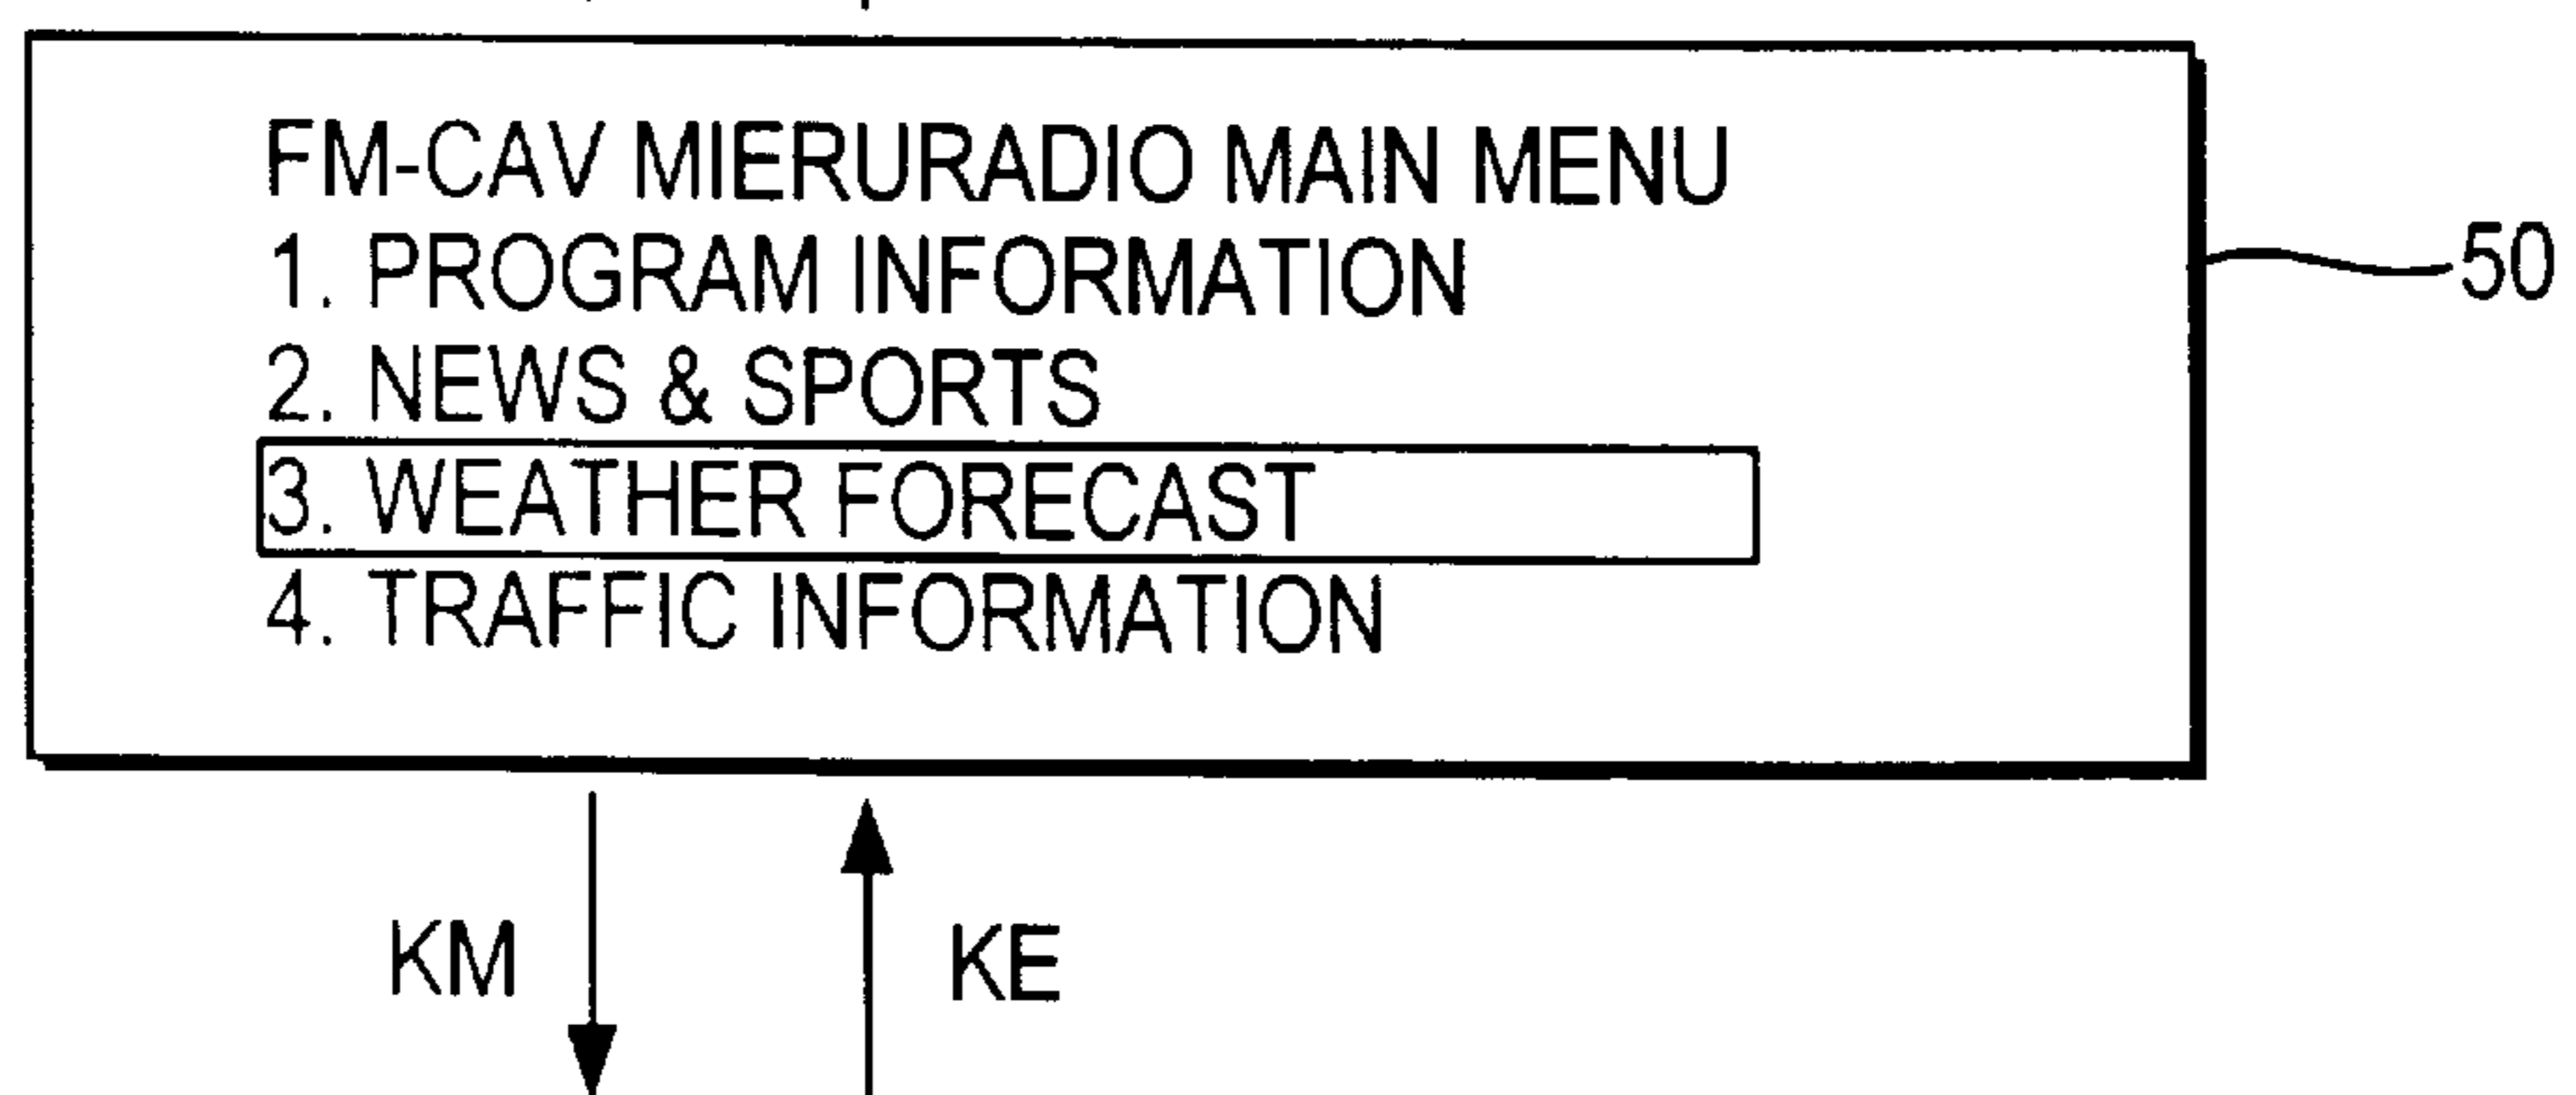 FM-CAV MIERURADIO MAIN MENU
1. PROGRAM INFORMATION
2. NEWS & SPORTS
3. WEATHER FORECAST
4. TRAFFIC INFORMATION
50
KM
KE